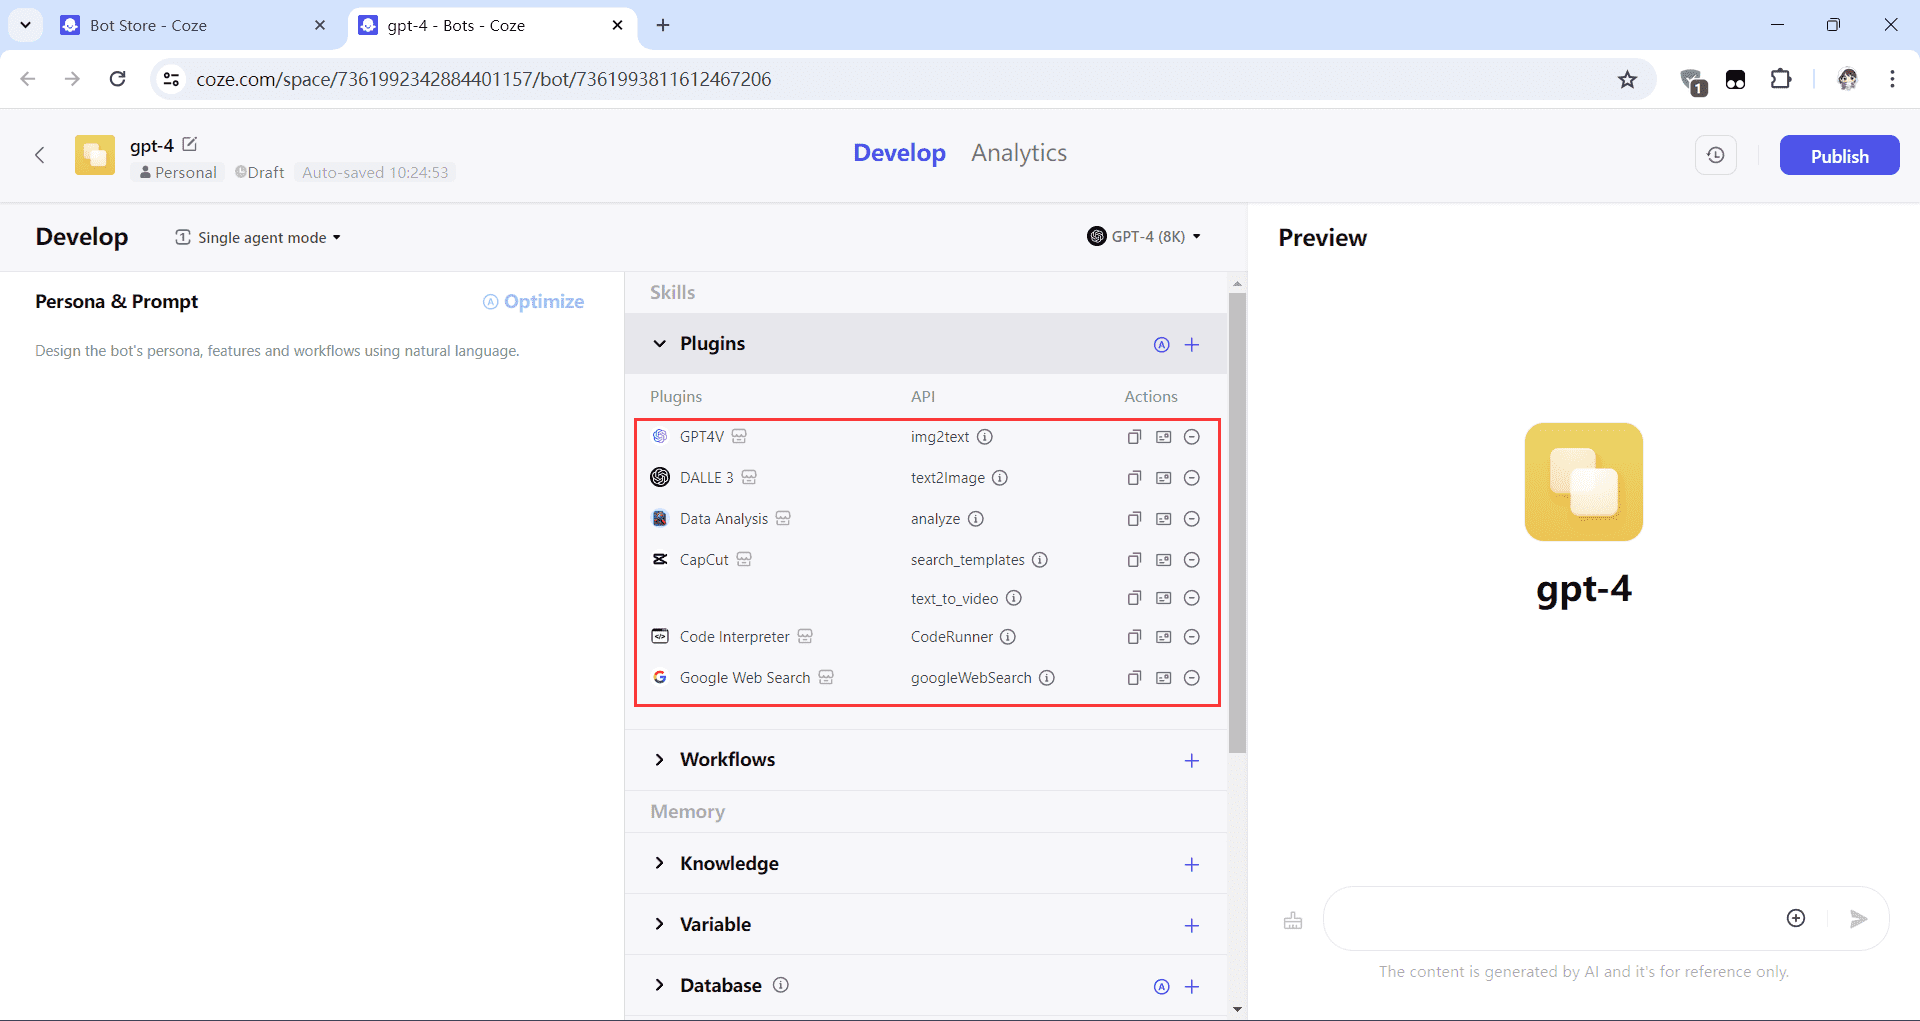 Bot Store - Coze
gpt-4 - Bots - Coze
coze.com/space/7361992342884401157/bot/7361993811612467206
1
gpt-4
Personal
Draft
Auto-saved 10:24:53
Develop
Analytics
Publish
Develop
1 Single agent mode
GPT-4 (8K)
Preview
Persona & Prompt
A Optimize
Design the bot's persona, features and workflows using natural language.
Skills
Plugins
A
Plugins API Actions
GPT4V img2text
DALLE 3 text2Image
Data Analysis analyze
CapCut search_templates
text_to_video
Code Interpreter CodeRunner
Google Web Search googleWebSearch
Workflows
Memory
Knowledge
Variable
Database
A
gpt-4
The content is generated by AI and it's for reference only.